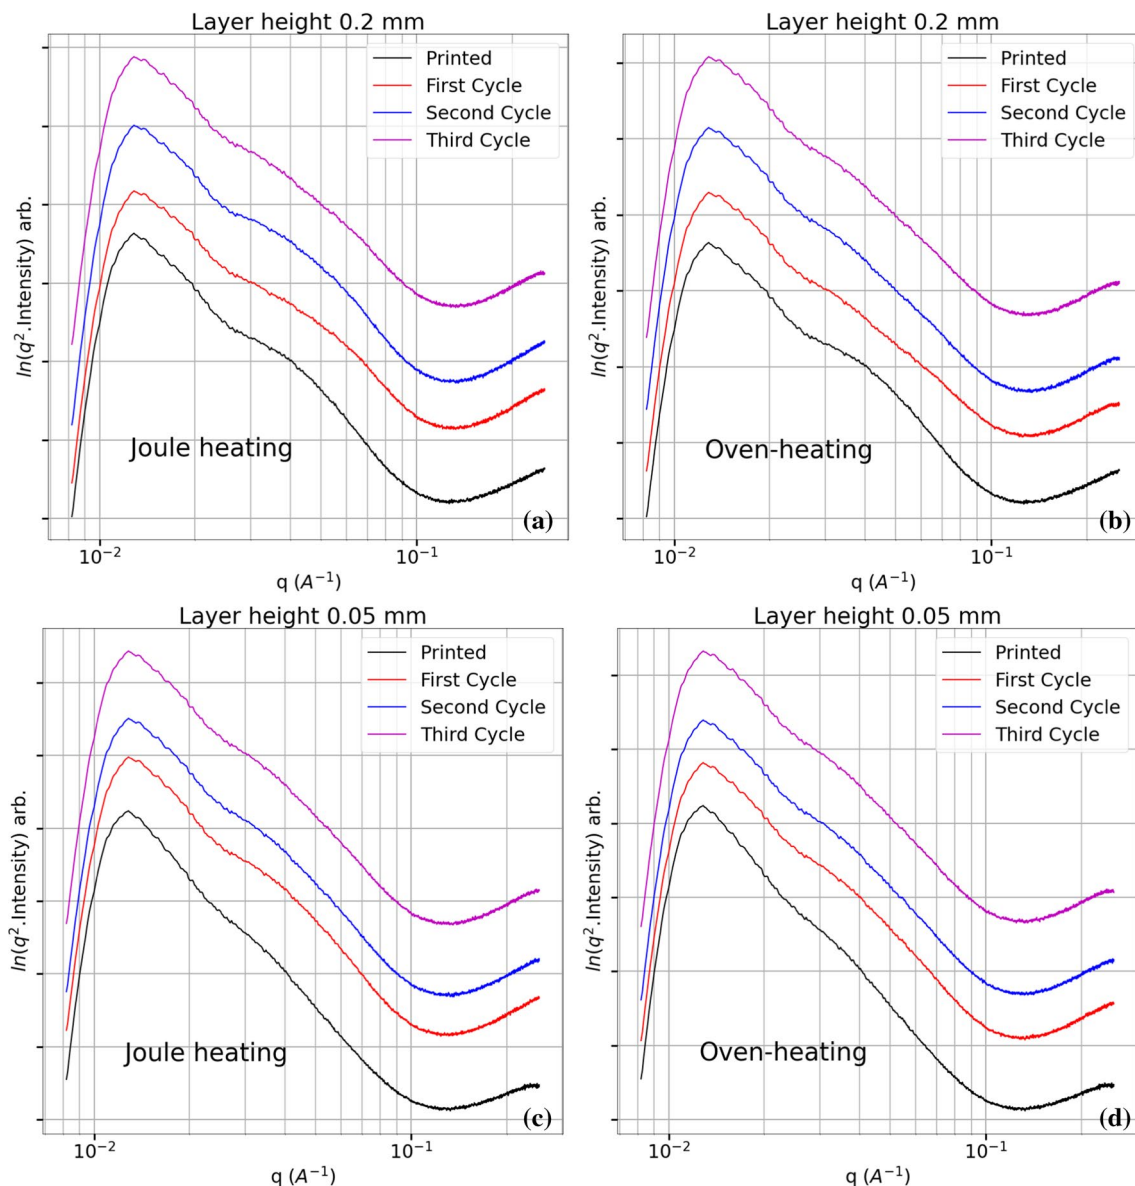 Layer height 0.2 mm
Printed
First Cycle
Second Cycle
Third Cycle
ln(q².Intensity) arb.
Joule heating
(a)
10⁻²
10⁻¹
q (A⁻¹)
Layer height 0.2 mm
Printed
First Cycle
Second Cycle
Third Cycle
ln(q².Intensity) arb.
Oven-heating
(b)
10⁻²
10⁻¹
q (A⁻¹)
Layer height 0.05 mm
Printed
First Cycle
Second Cycle
Third Cycle
ln(q².Intensity) arb.
Joule heating
(c)
10⁻²
10⁻¹
q (A⁻¹)
Layer height 0.05 mm
Printed
First Cycle
Second Cycle
Third Cycle
ln(q².Intensity) arb.
Oven-heating
(d)
10⁻²
10⁻¹
q (A⁻¹)